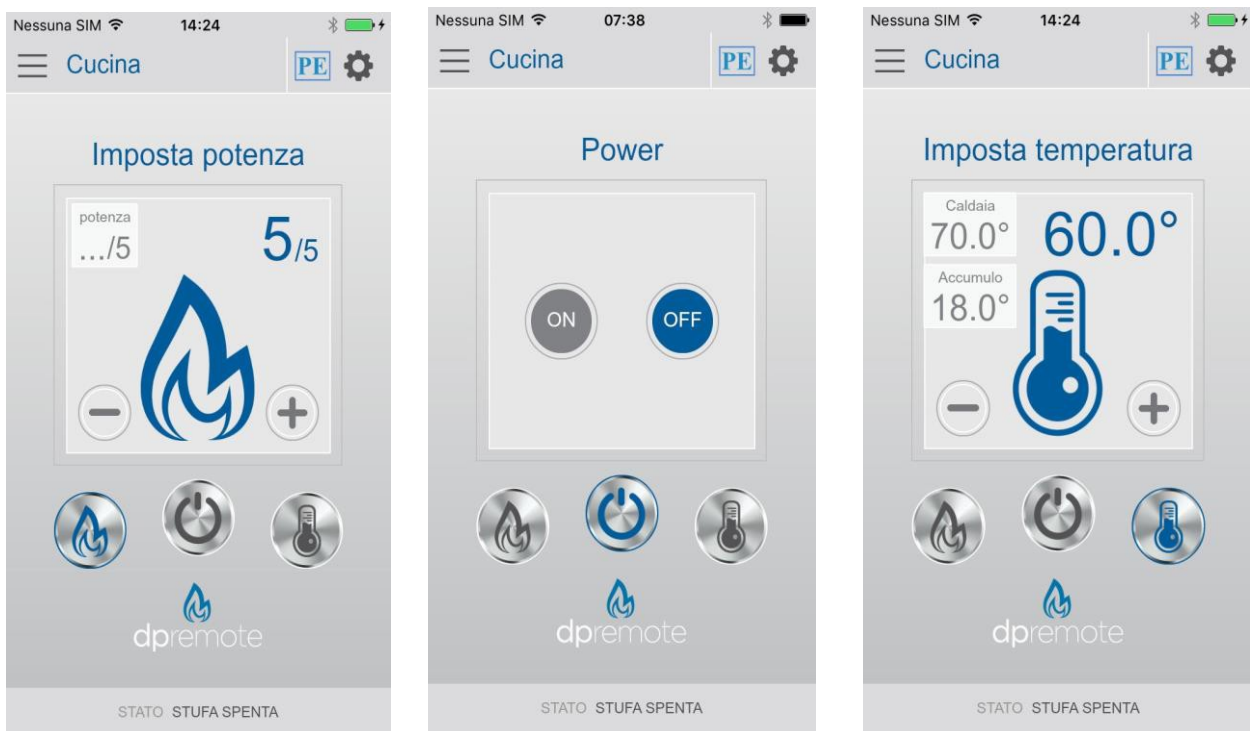 Nessuna SIM 14:24
Cucina PE
Imposta potenza
potenza
.../5
5/5
dpremote
STATO STUFA SPENTA
Nessuna SIM 07:38
Cucina PE
Power
ON OFF
dpremote
STATO STUFA SPENTA
Nessuna SIM 14:24
Cucina PE
Imposta temperatura
Caldaia
70.0°
60.0°
Accumulo
18.0°
dpremote
STATO STUFA SPENTA